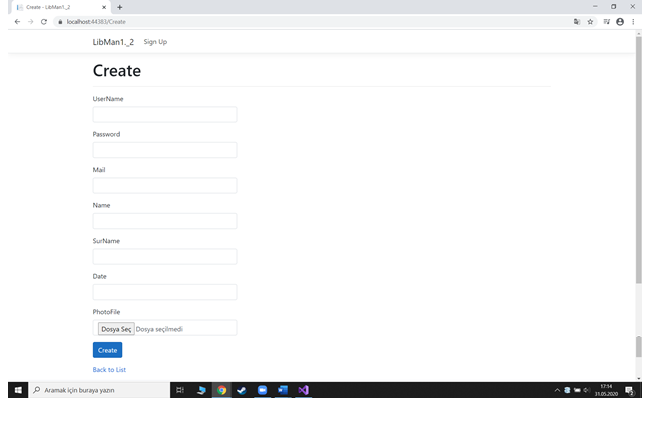 Create - LibMan1._2
localhost:44383/Create
LibMan1._2 Sign Up
Create
UserName
Password
Mail
Name
SurName
Date
PhotoFile
Dosya Seç Dosya seçilmedi
Create
Back to List
Aramak için buraya yazın
17:14
31.05.2020
2